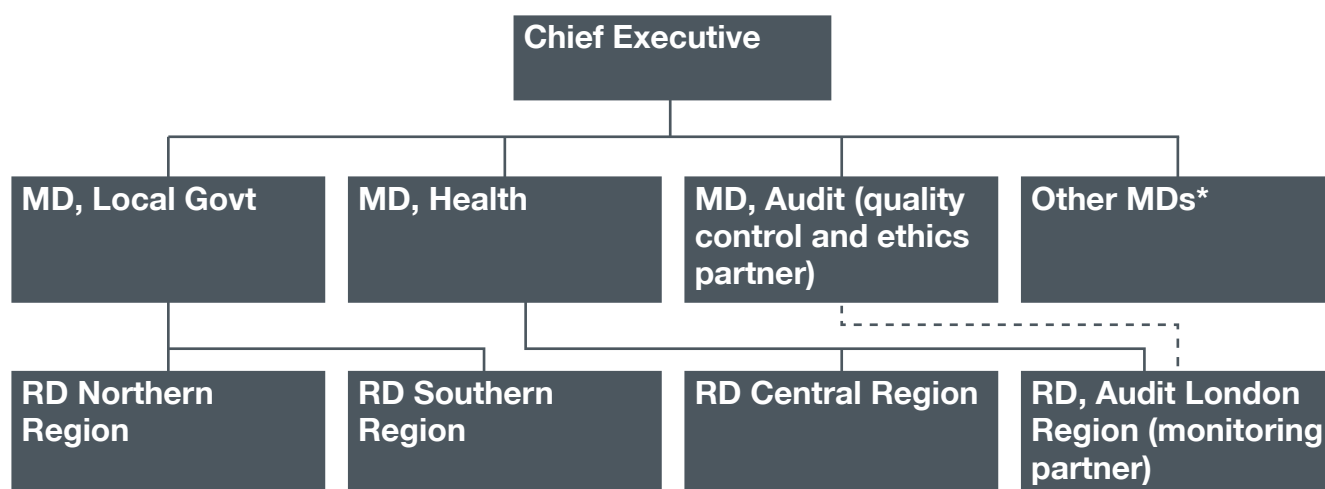 Chief Executive
MD, Local Govt
MD, Health
MD, Audit (quality
control and ethics
partner)
Other MDs*
RD Northern
Region
RD Southern
Region
RD Central Region
RD, Audit London
Region (monitoring
partner)